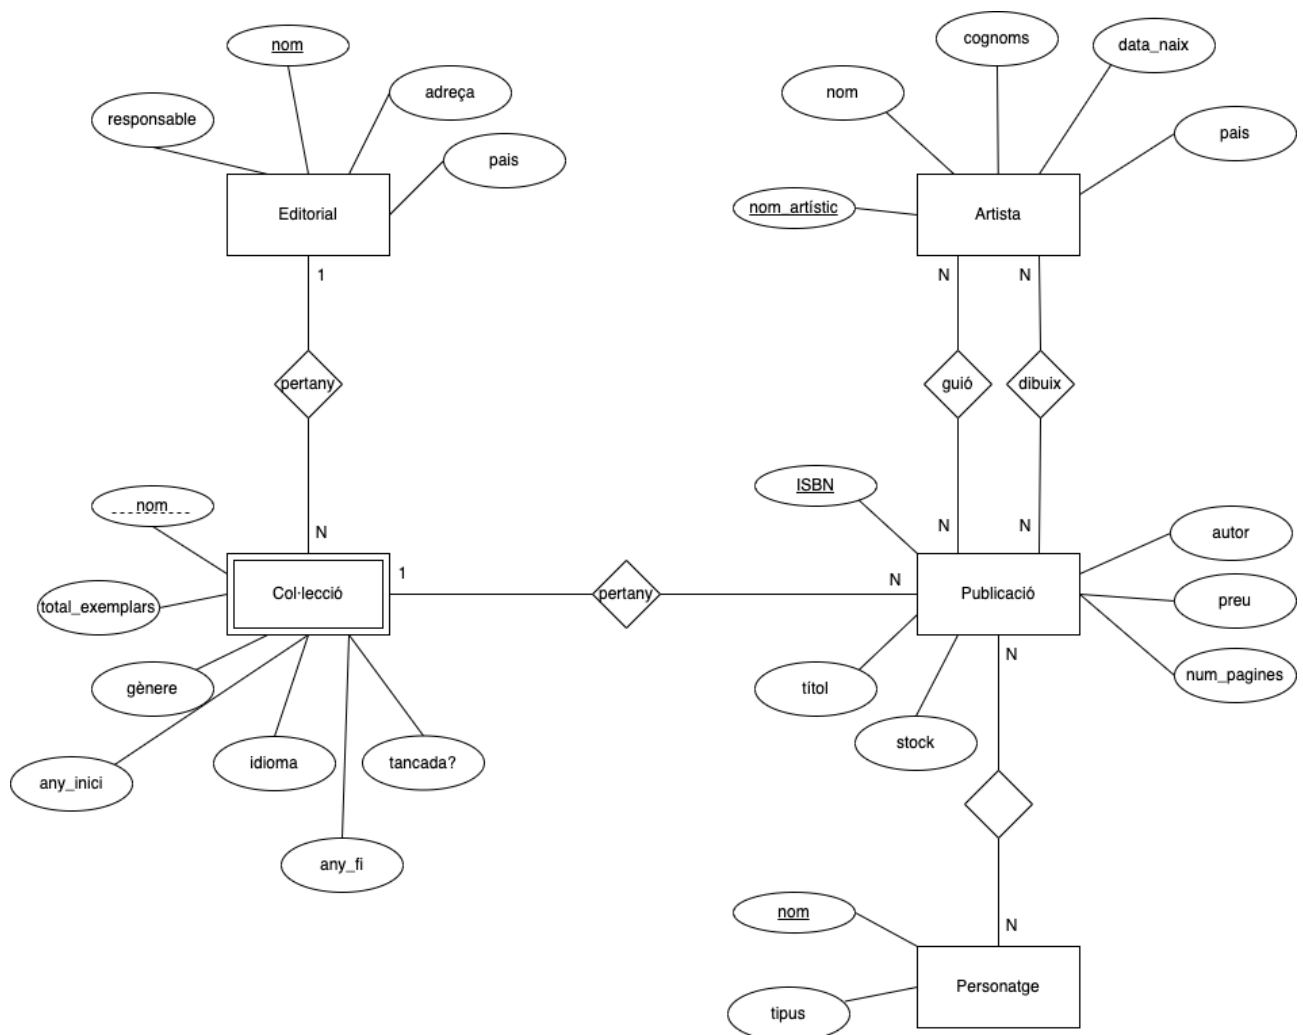 nom
cognoms
data_naix
adreça
nom
responsable
pais
pais
Editorial
nom_artístic
Artista
1
N
N
pertany
guió
dibuix
ISBN
nom
N
N
N
autor
1
N
Col·lecció
pertany
Publicació
preu
total_exemplars
N
gènere
títol
num_pagines
stock
idioma
tancada?
any_inici
any_fi
nom
N
Personatge
tipus